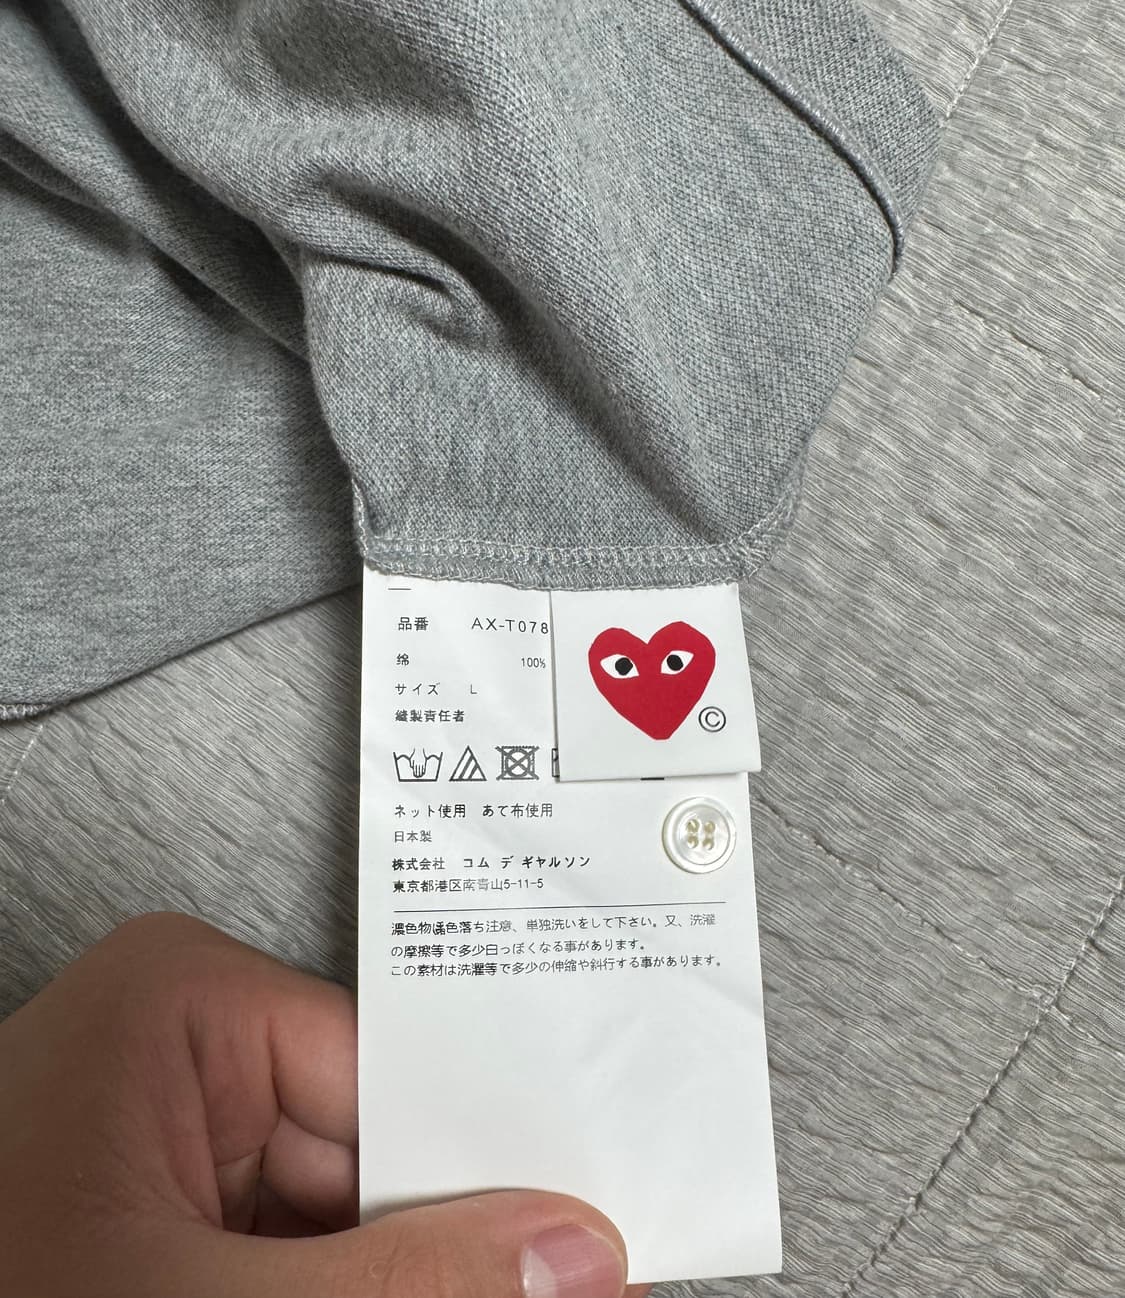 品番 AX-T078
綿 100%
サイズ L
縫製責任者
©
ネット使用 あて布使用
日本製
株式会社 コム デ ギャルソン
東京都港区南青山5-11-5
濃色物は色落ち注意、単独洗いをして下さい。又、洗濯
の摩擦等で多少白っぽくなる事があります。
この素材は洗濯等で多少の伸縮や斜行する事があります。